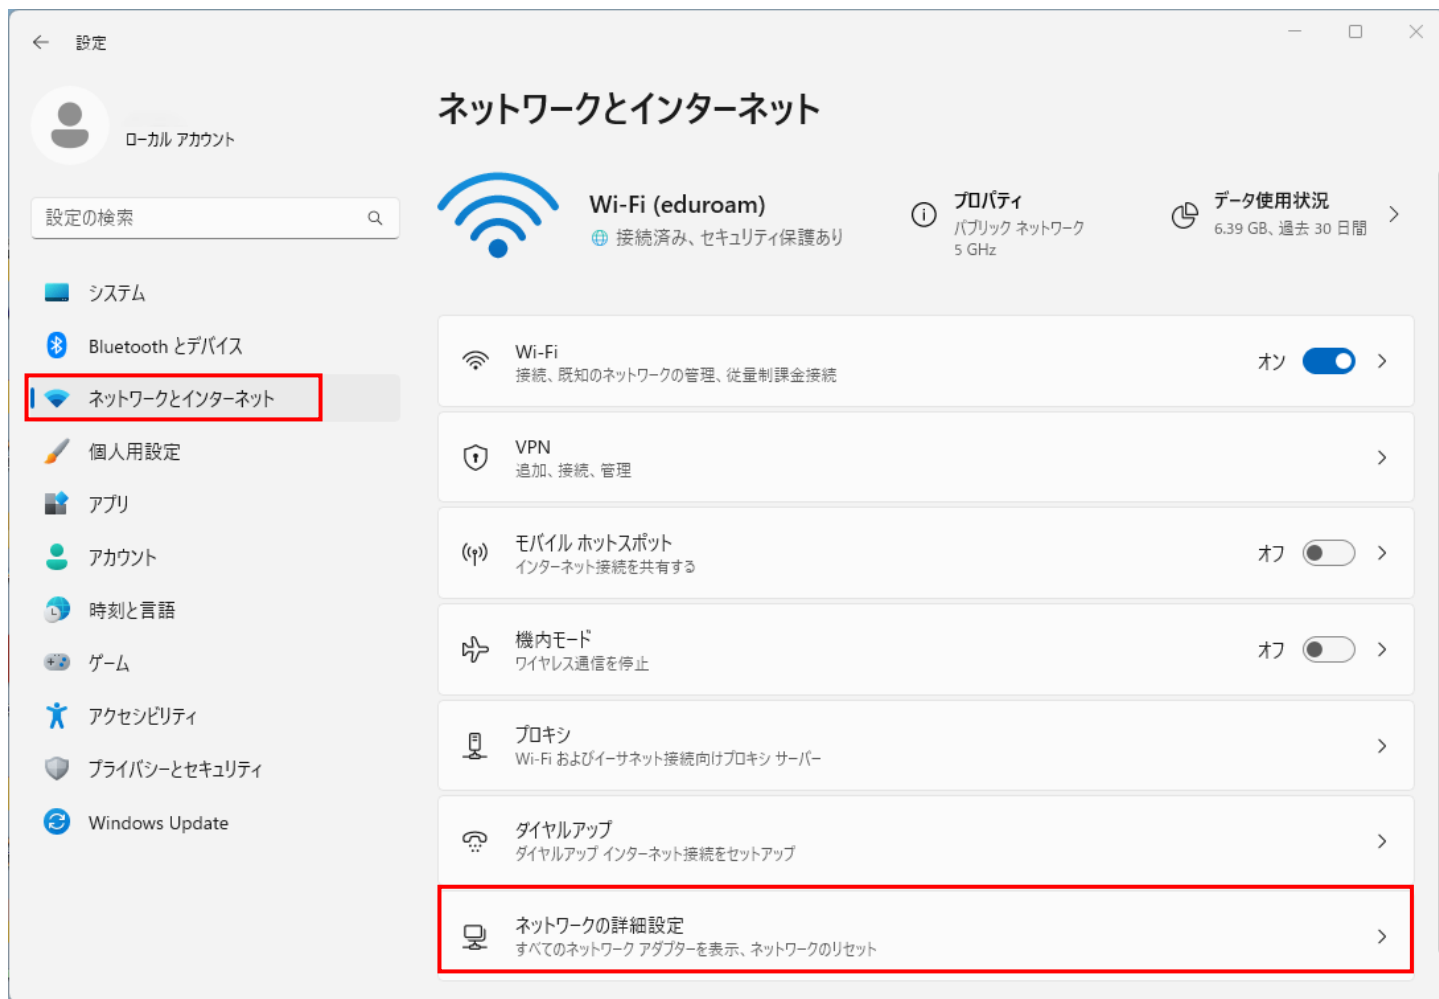 設定
ローカル アカウント
設定の検索
システム
Bluetooth とデバイス
ネットワークとインターネット
個人用設定
アプリ
アカウント
時刻と言語
ゲーム
アクセシビリティ
プライバシーとセキュリティ
Windows Update
ネットワークとインターネット
Wi-Fi (eduroam)
接続済み、セキュリティ保護あり
プロパティ
パブリック ネットワーク
5 GHz
データ使用状況
6.39 GB、過去 30 日間
Wi-Fi
接続、既知のネットワークの管理、従量制課金接続
オン
VPN
追加、接続、管理
モバイル ホットスポット
インターネット接続を共有する
オフ
機内モード
ワイヤレス通信を停止
オフ
プロキシ
Wi-Fi およびイーサネット接続向けプロキシ サーバー
ダイヤルアップ
ダイヤルアップ インターネット接続をセットアップ
ネットワークの詳細設定
すべてのネットワーク アダプターを表示、ネットワークのリセット